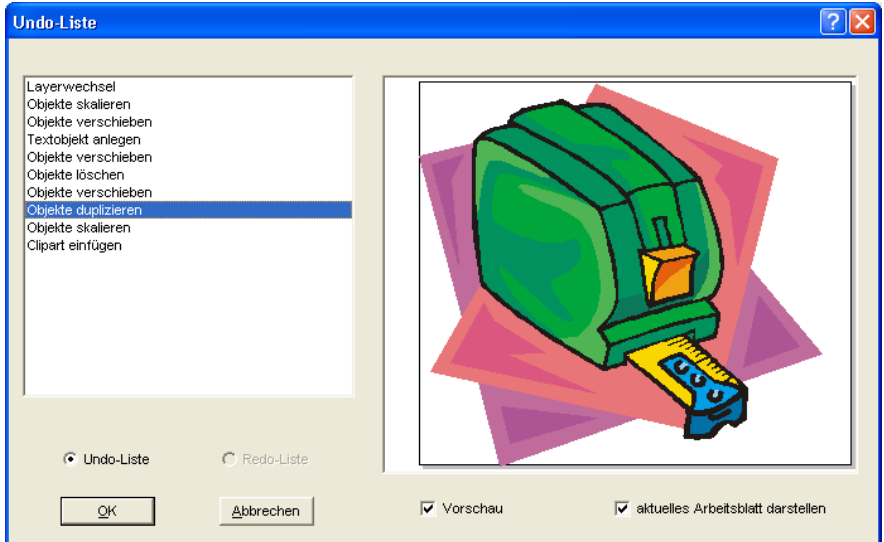 Undo-Liste
Layerwechsel
Objekte skalieren
Objekte verschieben
Textobjekt anlegen
Objekte verschieben
Objekte löschen
Objekte verschieben
Objekte duplizieren
Objekte skalieren
Clipart einfügen
Undo-Liste
Redo-Liste
OK
Abbrechen
Vorschau
aktuelles Arbeitsblatt darstellen